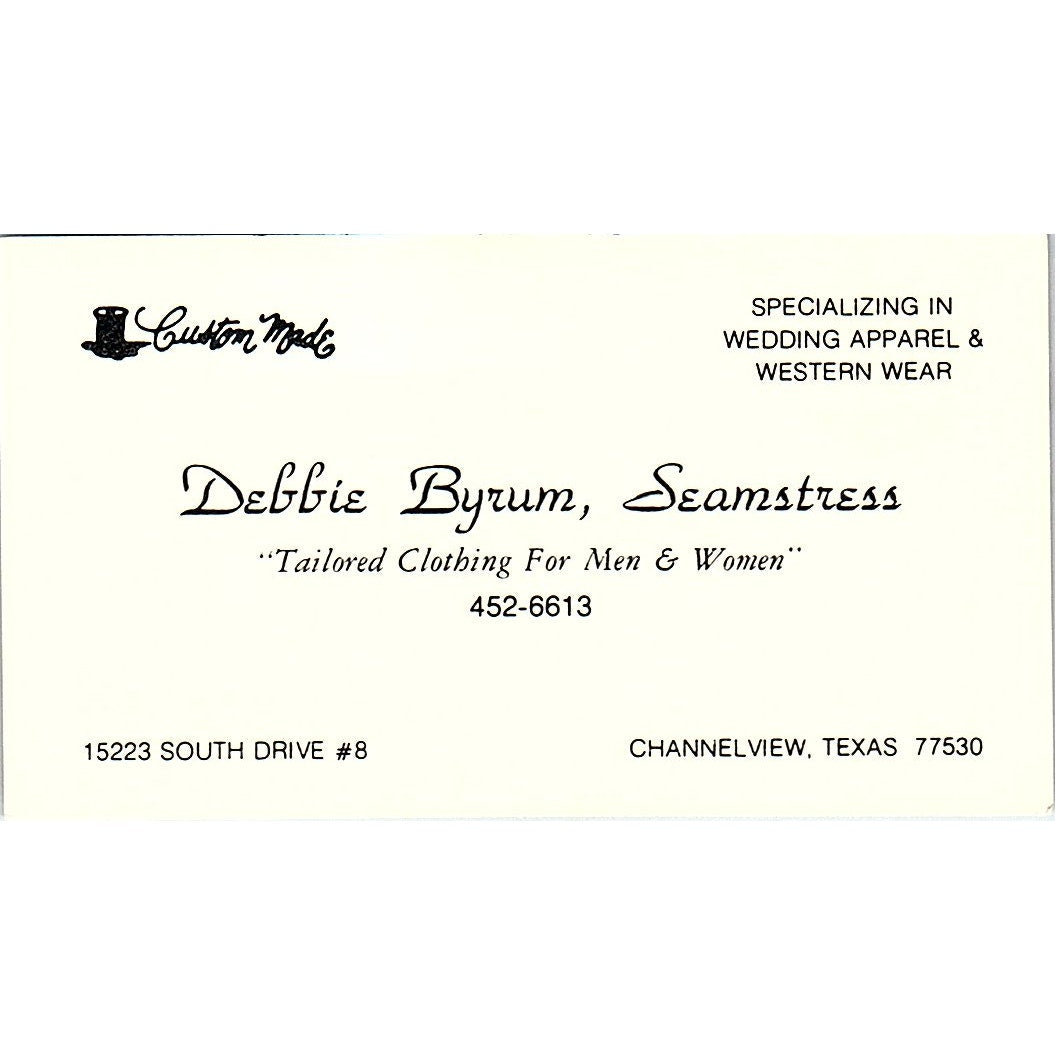 Custom Made
SPECIALIZING IN
WEDDING APPAREL &
WESTERN WEAR
Debbie Byrum, Seamstress
"Tailored Clothing For Men & Women"
452-6613
15223 SOUTH DRIVE #8
CHANNELVIEW, TEXAS 77530